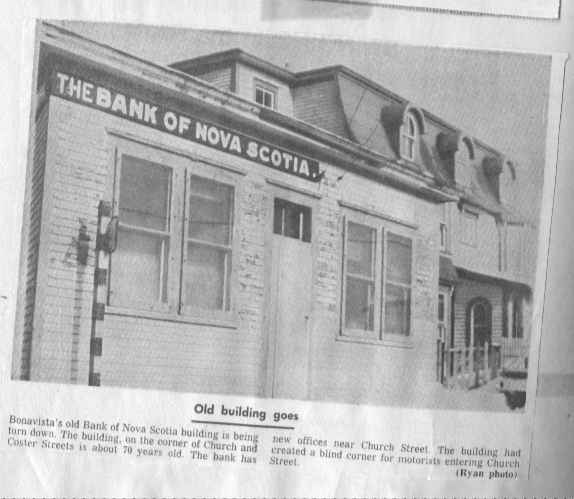 THE BANK OF NOVA SCOTIA.
Old building goes
Bonavista's old Bank of Nova Scotia building is being
turn down. The building, on the corner of Church and
Coster Streets is about 70 years old. The bank has
new offices near Church Street. The building had
created a blind corner for motorists entering Church
Street.
(Ryan photo)